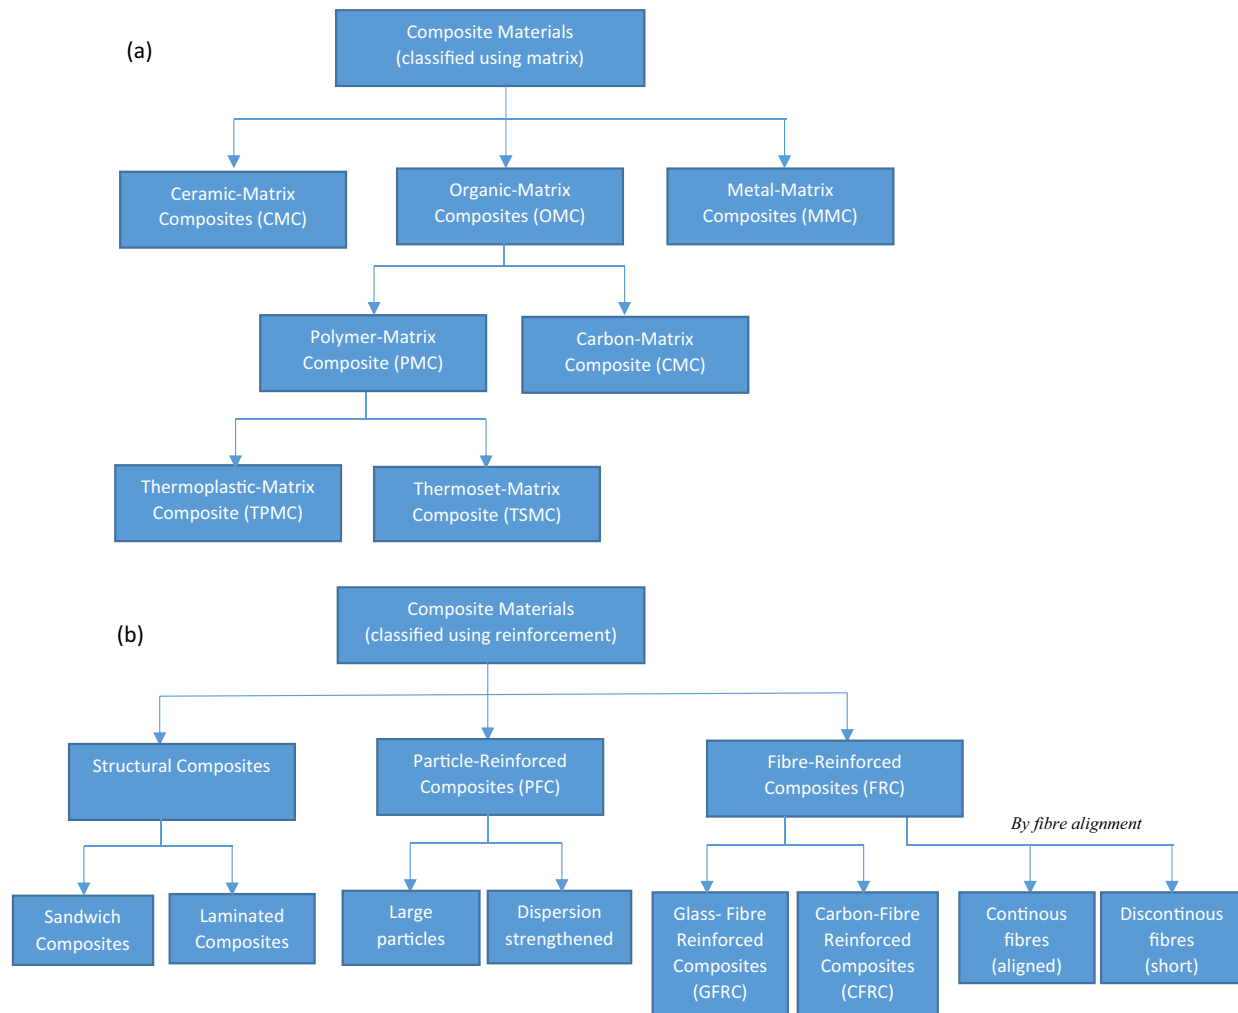 (a)
Composite Materials
(classified using matrix)
Ceramic-Matrix
Composites (CMC)
Organic-Matrix
Composites (OMC)
Metal-Matrix
Composites (MMC)
Polymer-Matrix
Composite (PMC)
Carbon-Matrix
Composite (CMC)
Thermoplastic-Matrix
Composite (TPMC)
Thermoset-Matrix
Composite (TSMC)
(b)
Composite Materials
(classified using reinforcement)
Structural Composites
Particle-Reinforced
Composites (PFC)
Fibre-Reinforced
Composites (FRC)
By fibre alignment
Sandwich
Composites
Laminated
Composites
Large
particles
Dispersion
strengthened
Glass- Fibre
Reinforced
Composites
(GFRC)
Carbon-Fibre
Reinforced
Composites
(CFRC)
Continous
fibres
(aligned)
Discontinous
fibres
(short)